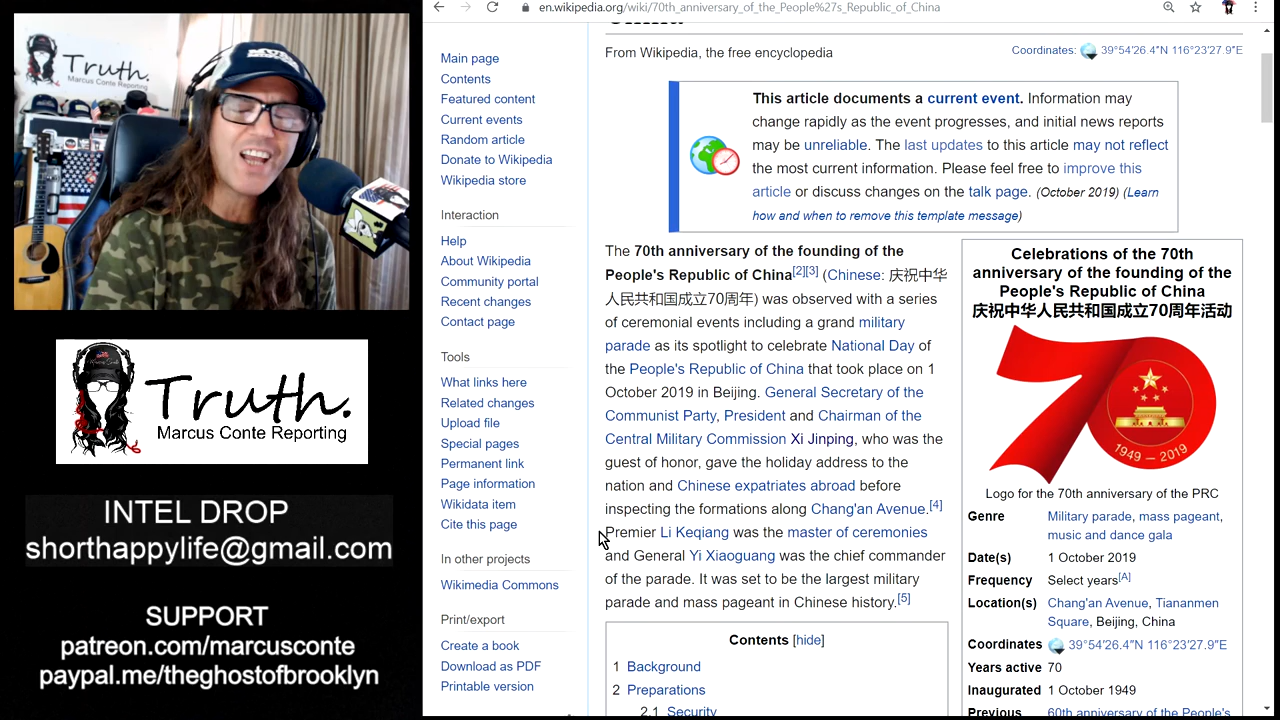 Truth.
Marcus Conte Reporting
Truth.
Marcus Conte Reporting
INTEL DROP
shorthappylife@gmail.com
SUPPORT
patreon.com/marcusconte
paypal.me/theghostofbrooklyn
en.wikipedia.org/wiki/70th_anniversary_of_the_People%27s_Republic_of_China
From Wikipedia, the free encyclopedia
Coordinates: 39°54′26.4″N 116°23′27.9″E
Main page
Contents
Featured content
Current events
Random article
Donate to Wikipedia
Wikipedia store
Interaction
Help
About Wikipedia
Community portal
Recent changes
Contact page
Tools
What links here
Related changes
Upload file
Special pages
Permanent link
Page information
Wikidata item
Cite this page
In other projects
Wikimedia Commons
Print/export
Create a book
Download as PDF
Printable version
This article documents a current event. Information may
change rapidly as the event progresses, and initial news reports
may be unreliable. The last updates to this article may not reflect
the most current information. Please feel free to improve this
article or discuss changes on the talk page. (October 2019) (Learn
how and when to remove this template message)
The 70th anniversary of the founding of the
People's Republic of China[2][3] (Chinese: 庆祝中华
人民共和国成立70周年) was observed with a series
of ceremonial events including a grand military
parade as its spotlight to celebrate National Day of
the People's Republic of China that took place on 1
October 2019 in Beijing. General Secretary of the
Communist Party, President and Chairman of the
Central Military Commission Xi Jinping, who was the
guest of honor, gave the holiday address to the
nation and Chinese expatriates abroad before
inspecting the formations along Chang'an Avenue.[4]
Premier Li Keqiang was the master of ceremonies
and General Yi Xiaoguang was the chief commander
of the parade. It was set to be the largest military
parade and mass pageant in Chinese history.[5]
Contents [hide]
1 Background
2 Preparations
2.1 Security
Celebrations of the 70th
anniversary of the founding of the
People's Republic of China
庆祝中华人民共和国成立70周年活动
70
1949 — 2019
Logo for the 70th anniversary of the PRC
Genre Military parade, mass pageant,
music and dance gala
Date(s) 1 October 2019
Frequency Select years[A]
Location(s) Chang'an Avenue, Tiananmen
Square, Beijing, China
Coordinates 39°54′26.4″N 116°23′27.9″E
Years active 70
Inaugurated 1 October 1949
Previous 60th anniversary of the People's